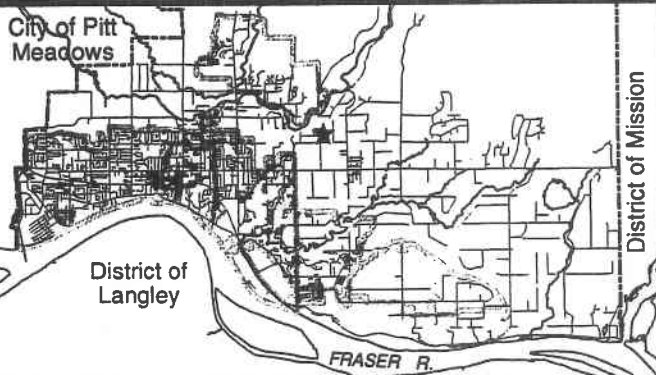 City of Pitt
Meadows
District of Mission
District of
Langley
FRASER R.